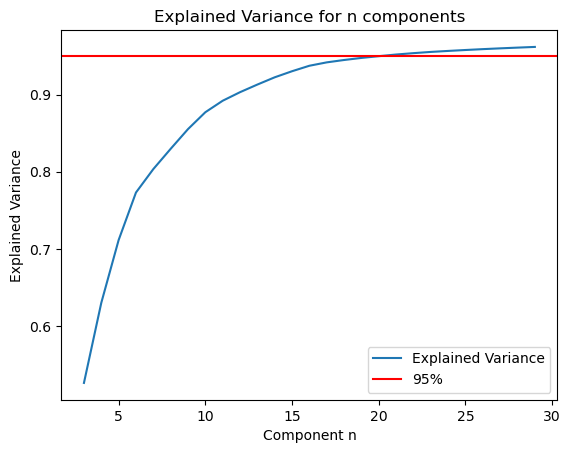 Explained Variance for n components
Explained Variance
0.9
0.8
0.7
0.6
5
10
15
20
25
30
Component n
Explained Variance
95%